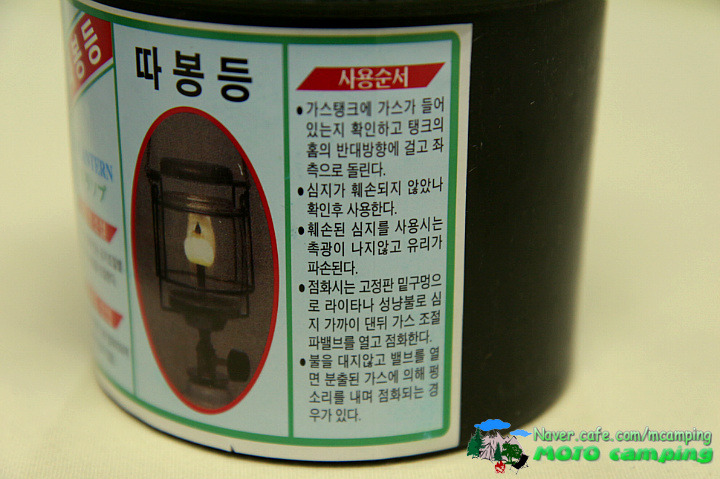 따봉등
사용순서
●가스탱크에 가스가 들어
있는지 확인하고 탱크의
홈의 반대방향에 걸고 좌
측으로 돌린다.
●심지가 훼손되지 않았나
확인후 사용한다.
●훼손된 심지를 사용시는
촉광이 나지않고 유리가
파손된다.
●점화시는 고정판 밑구멍으
로 라이타나 성냥불로 심
지 가까이 댄뒤 가스 조절
파밸브를 열고 점화한다.
●불을 대지않고 밸브를 열
면 분출된 가스에 의해 펑
소리를 내며 점화되는 경
우가 있다.
Naver.cafe.com/mcamping
MOTO camping